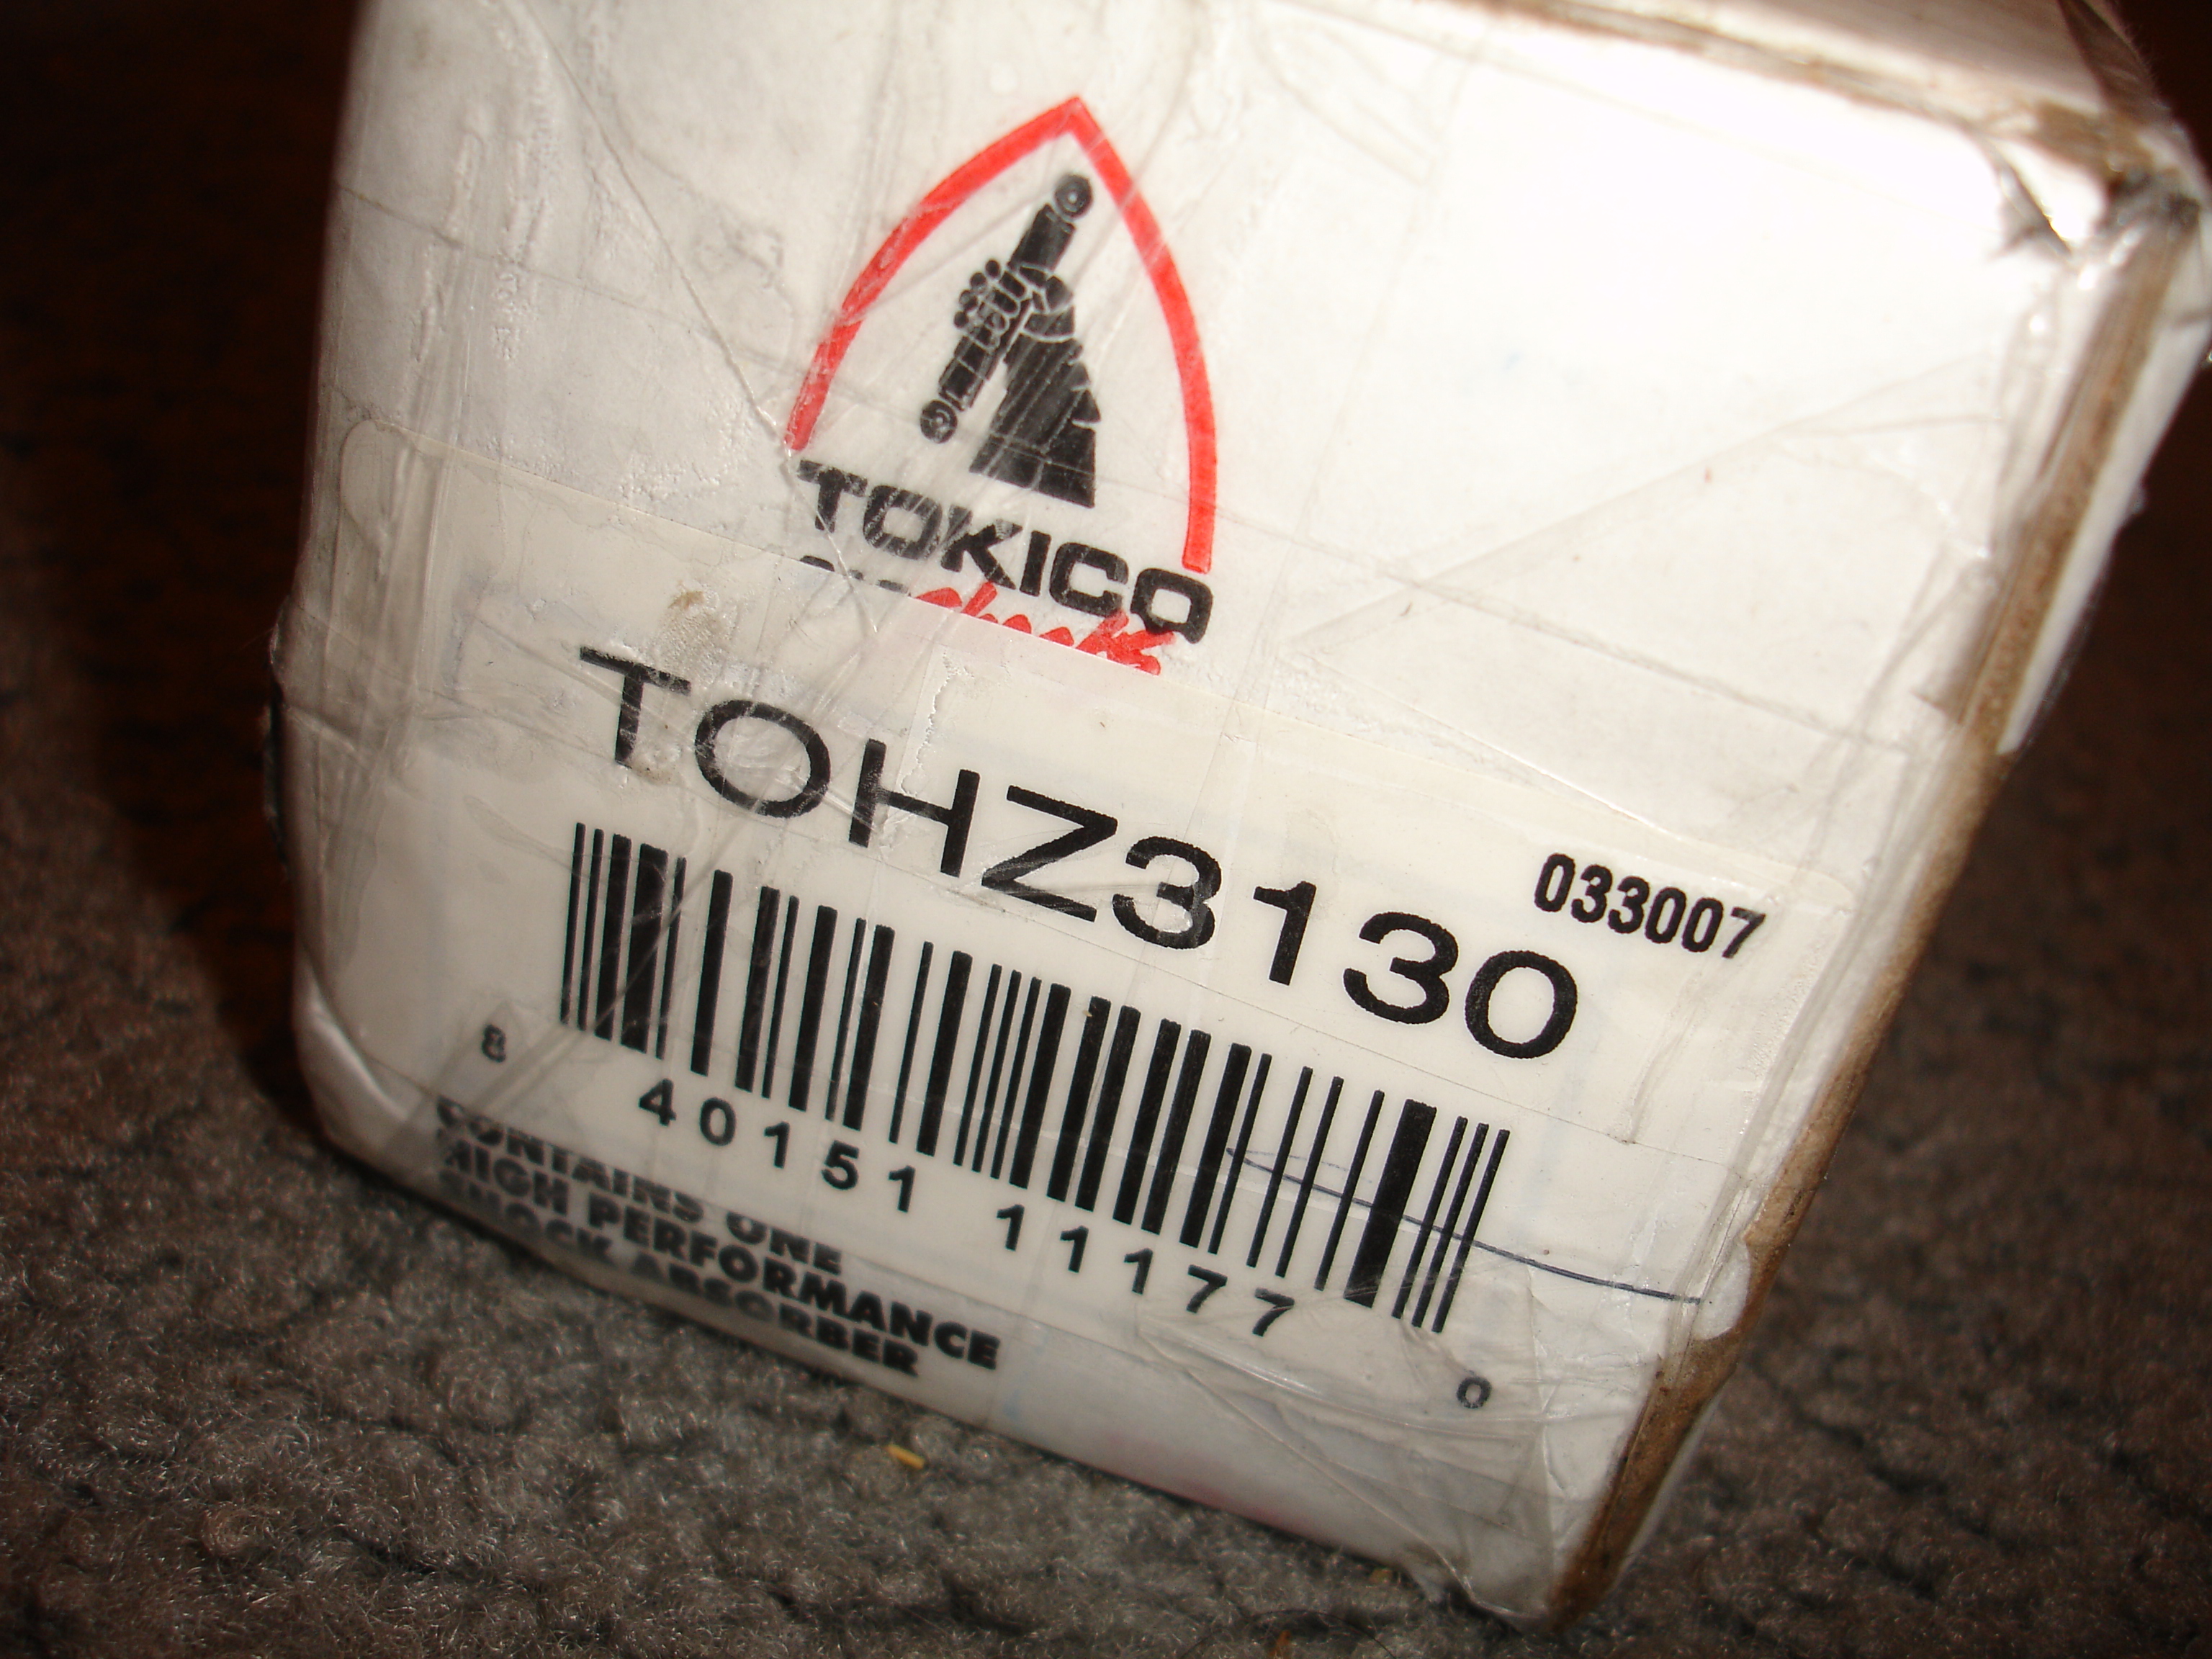 TOKICO
TOHZ3130
033007
8 40151 11177 0
CONTAINS ONE
HIGH PERFORMANCE
SHOCK ABSORBER